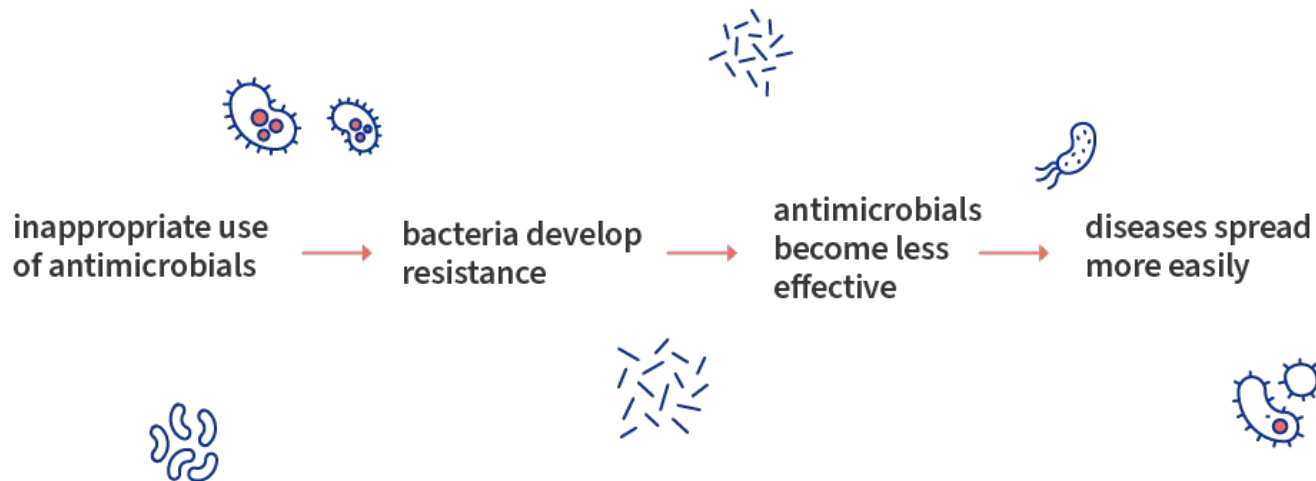 inappropriate use
of antimicrobials
bacteria develop
resistance
antimicrobials
become less
effective
diseases spread
more easily